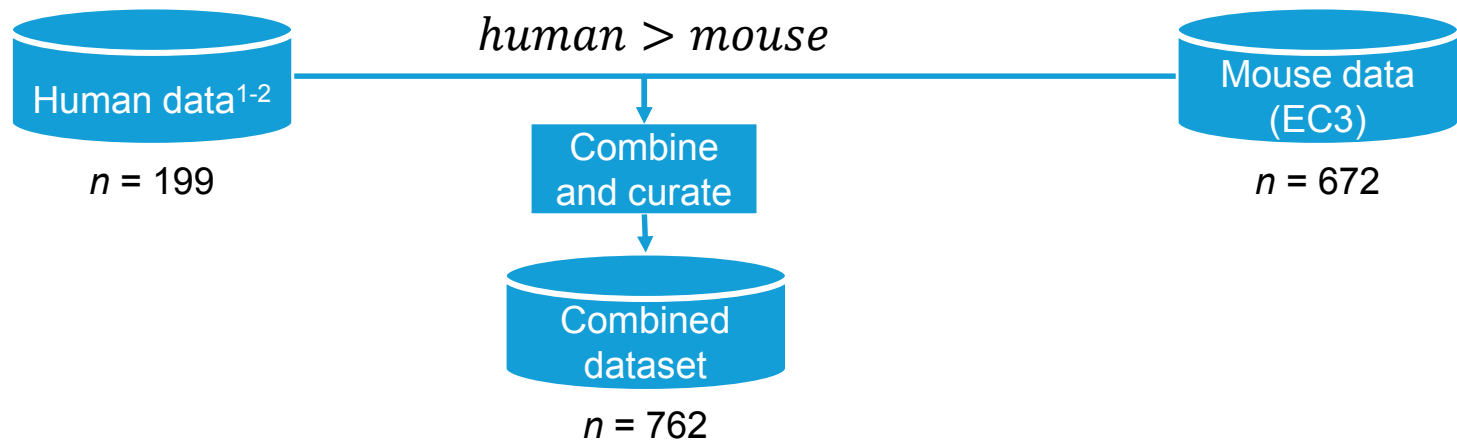 human > mouse
Human data¹⁻²
n = 199
Mouse data
(EC3)
n = 672
Combine
and curate
Combined
dataset
n = 762